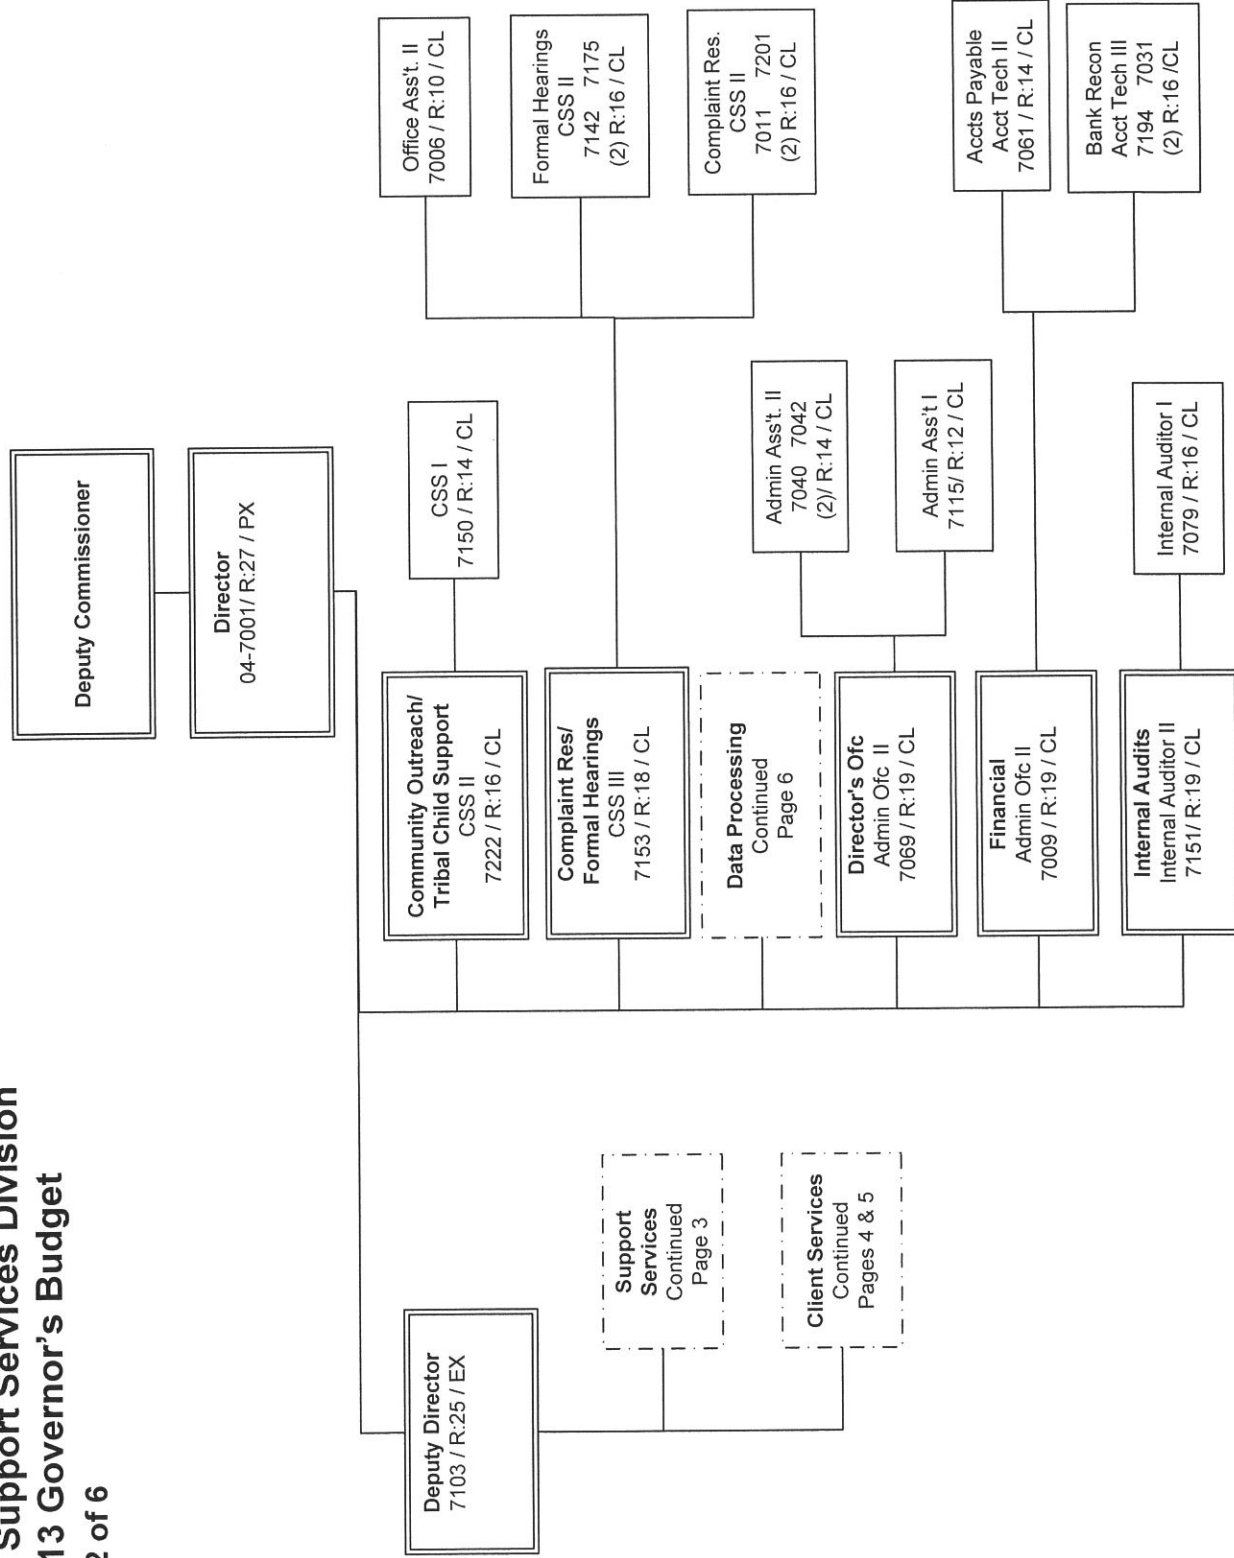 Support Services Division
13 Governor's Budget
2 of 6
Deputy Commissioner
Director
04-7001/ R:27 / PX
Deputy Director
7103 / R:25 / EX
Support
Services
Continued
Page 3
Client Services
Continued
Pages 4 & 5
Community Outreach/
Tribal Child Support
CSS II
7222 / R:16 / CL
CSS I
7150 / R:14 / CL
Complaint Res/
Formal Hearings
CSS III
7153 / R:18 / CL
Office Ass't. II
7006 / R:10 / CL
Formal Hearings
CSS II
7142 7175
(2) R:16 / CL
Complaint Res.
CSS II
7011 7201
(2) R:16 / CL
Data Processing
Continued
Page 6
Director's Ofc
Admin Ofc II
7069 / R:19 / CL
Admin Ass't. II
7040 7042
(2)/ R:14 / CL
Admin Ass't I
7115/ R:12 / CL
Financial
Admin Ofc II
7009 / R:19 / CL
Accts Payable
Acct Tech II
7061 / R:14 / CL
Bank Recon
Acct Tech III
7194 7031
(2) R:16 /CL
Internal Audits
Internal Auditor II
7151/ R:19 / CL
Internal Auditor I
7079 / R:16 / CL